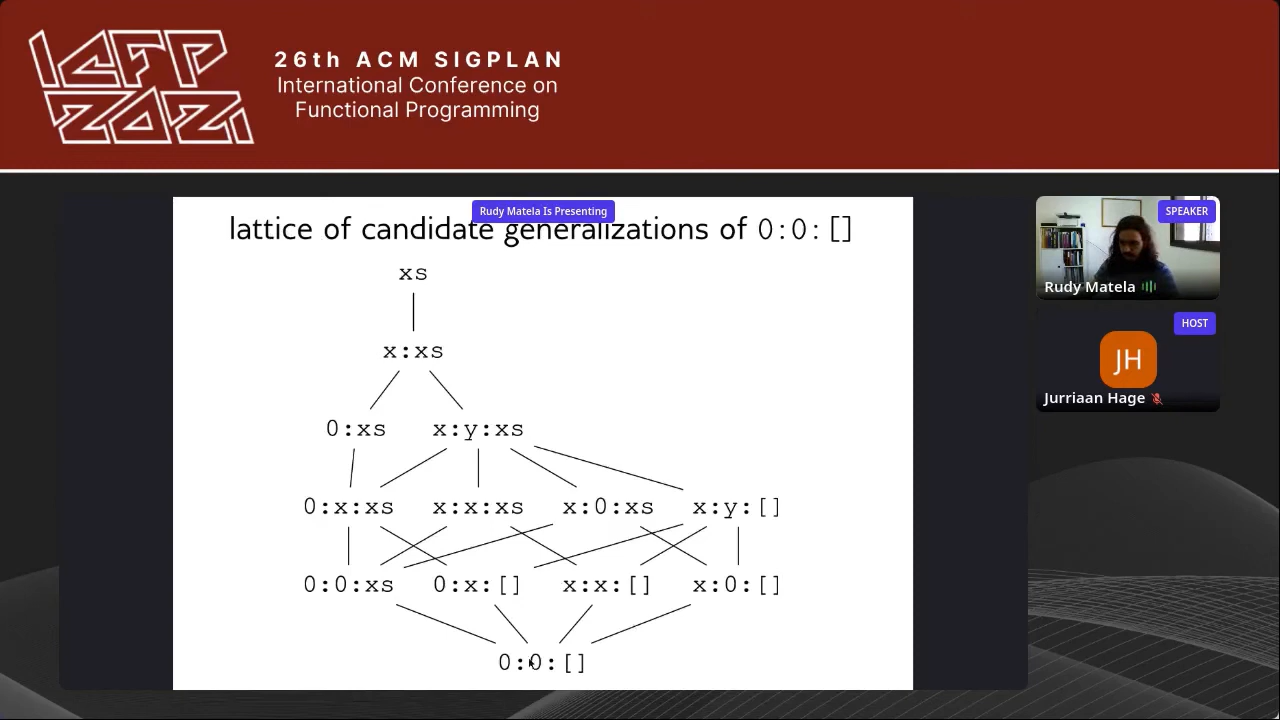 ICFP
2021
26th ACM SIGPLAN
International Conference on
Functional Programming
Rudy Matela Is Presenting
lattice of candidate generalizations of 0:0:[]
xs
x:xs
0:xs x:y:xs
0:x:xs x:x:xs x:0:xs x:y:[]
0:0:xs 0:x:[] x:x:[] x:0:[]
0:0:[]
SPEAKER
Rudy Matela
HOST
JH
Jurriaan Hage